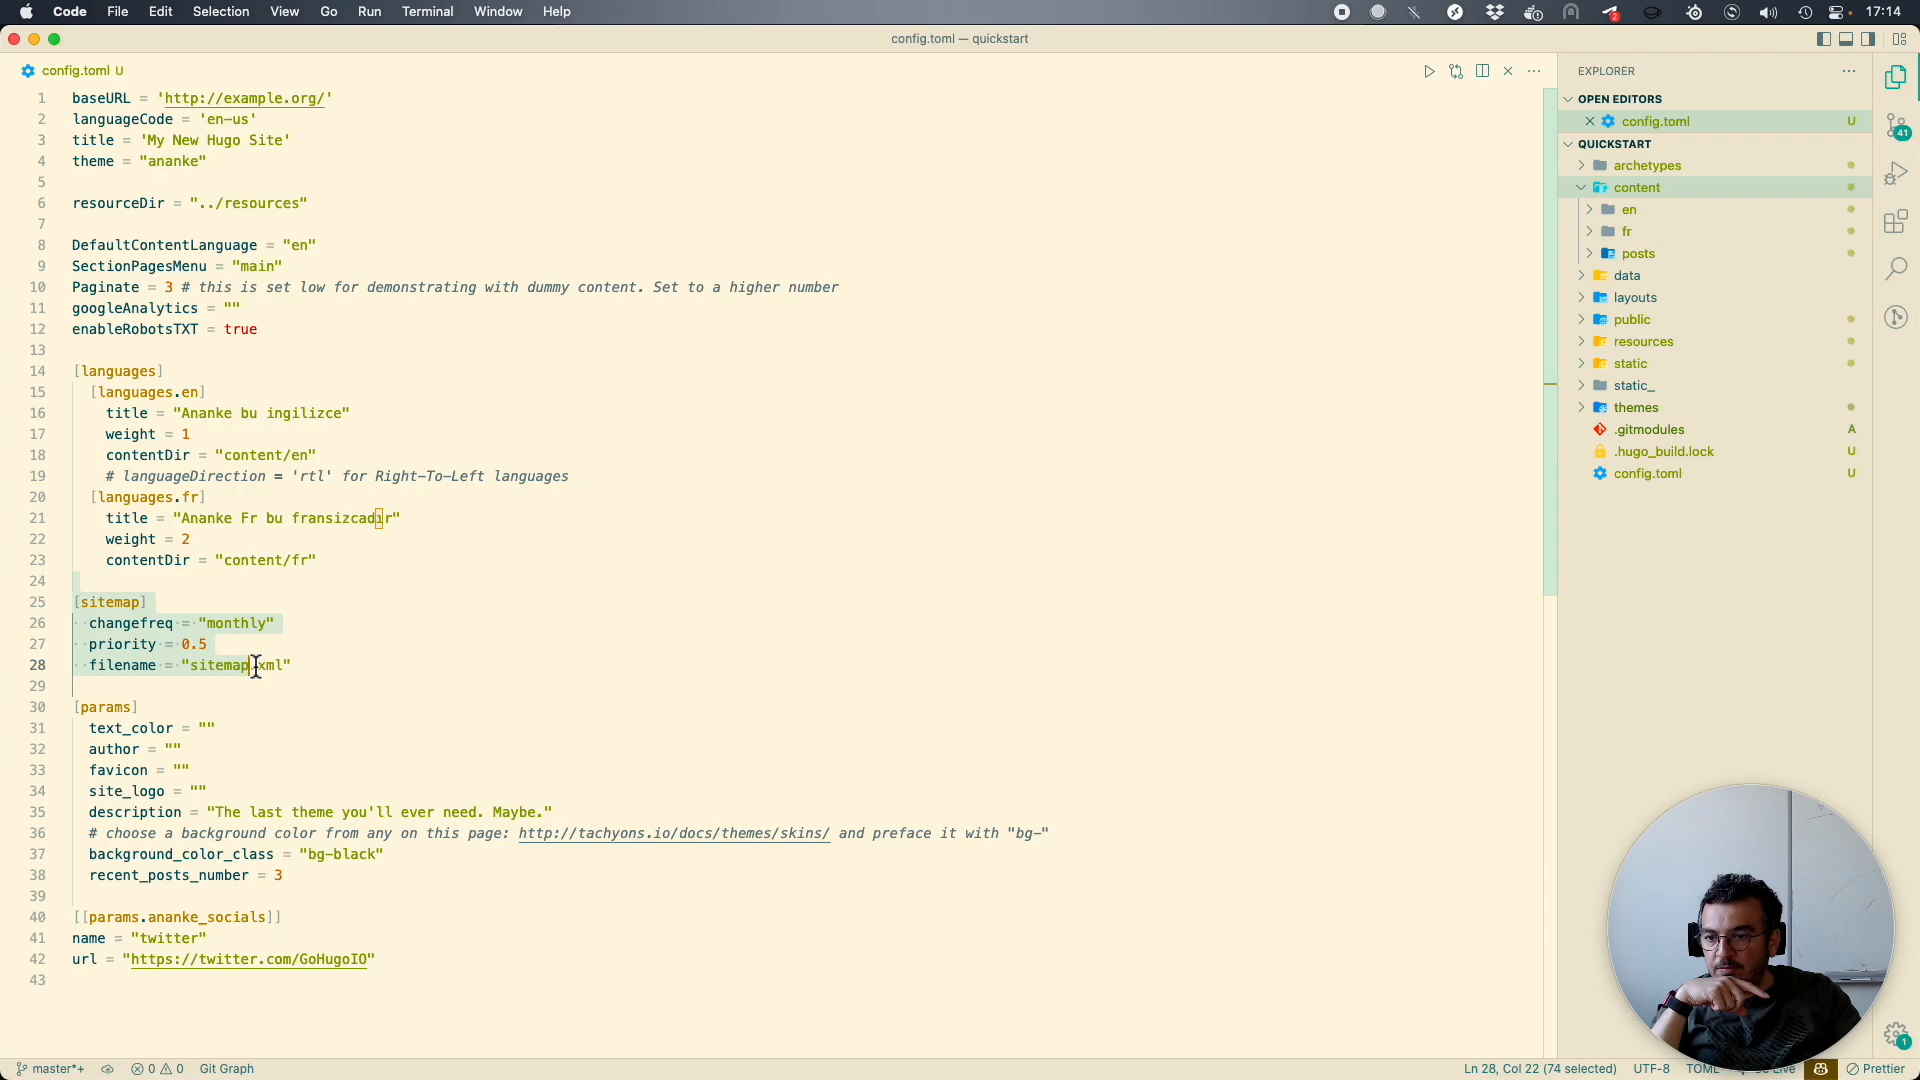 Code File Edit Selection View Go Run Terminal Window Help 2 17:14
config.toml — quickstart
config.toml U
1 baseURL = 'http://example.org/'
2 languageCode = 'en-us'
3 title = 'My New Hugo Site'
4 theme = "ananke"
5
6 resourceDir = "../resources"
7
8 DefaultContentLanguage = "en"
9 SectionPagesMenu = "main"
10 Paginate = 3 # this is set low for demonstrating with dummy content. Set to a higher number
11 googleAnalytics = ""
12 enableRobotsTXT = true
13
14 [languages]
15 [languages.en]
16 title = "Ananke bu ingilizce"
17 weight = 1
18 contentDir = "content/en"
19 # languageDirection = 'rtl' for Right-To-Left languages
20 [languages.fr]
21 title = "Ananke Fr bu fransizcadır"
22 weight = 2
23 contentDir = "content/fr"
24
25 [sitemap]
26 changefreq = "monthly"
27 priority = 0.5
28 filename = "sitemap.xml"
29
30 [params]
31 text_color = ""
32 author = ""
33 favicon = ""
34 site_logo = ""
35 description = "The last theme you'll ever need. Maybe."
36 # choose a background color from any on this page: http://tachyons.io/docs/themes/skins/ and preface it with "bg-"
37 background_color_class = "bg-black"
38 recent_posts_number = 3
39
40 [[params.ananke_socials]]
41 name = "twitter"
42 url = "https://twitter.com/GoHugoIO"
43
EXPLORER
OPEN EDITORS
config.toml U
QUICKSTART
archetypes
content
en
fr
posts
data
layouts
public
resources
static
static_
themes
.gitmodules A
.hugo_build.lock U
config.toml U
41
1
master*+ 0 0 Git Graph Ln 28, Col 22 (74 selected) UTF-8 TOML Live Prettier